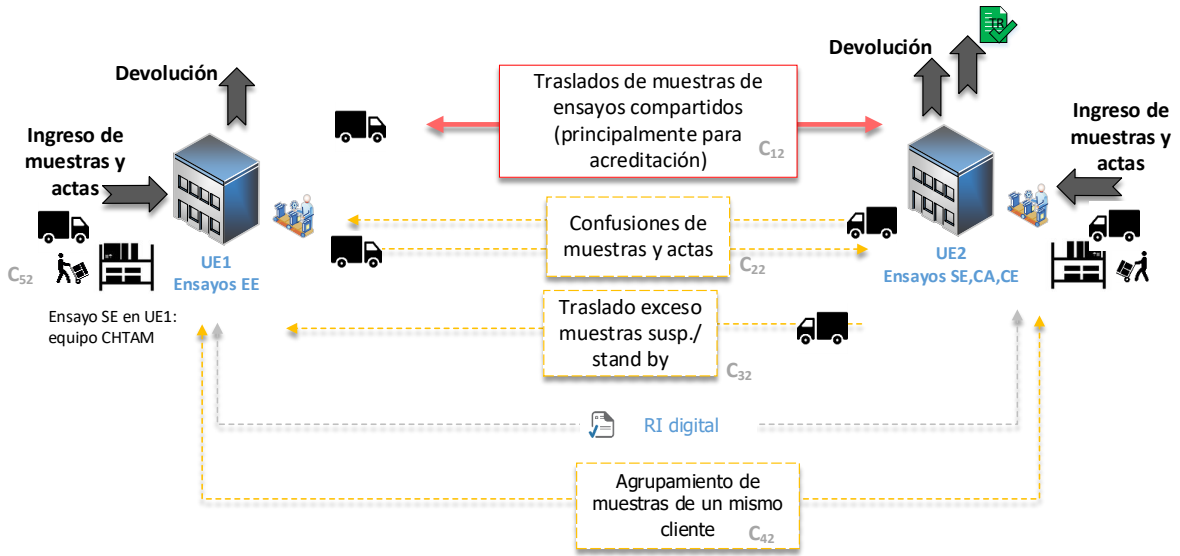 IR
Devolución
Devolución
Traslados de muestras de
ensayos compartidos
(principalmente para
acreditación)
C12
Ingreso de
muestras y
actas
Ingreso de
muestras y
actas
Confusiones de
muestras y actas
C22
UE1
Ensayos EE
UE2
Ensayos SE,CA,CE
C52
Ensayo SE en UE1:
equipo CHTAM
Traslado exceso
muestras susp./
stand by
C32
RI digital
Agrupamiento de
muestras de un mismo
cliente
C42